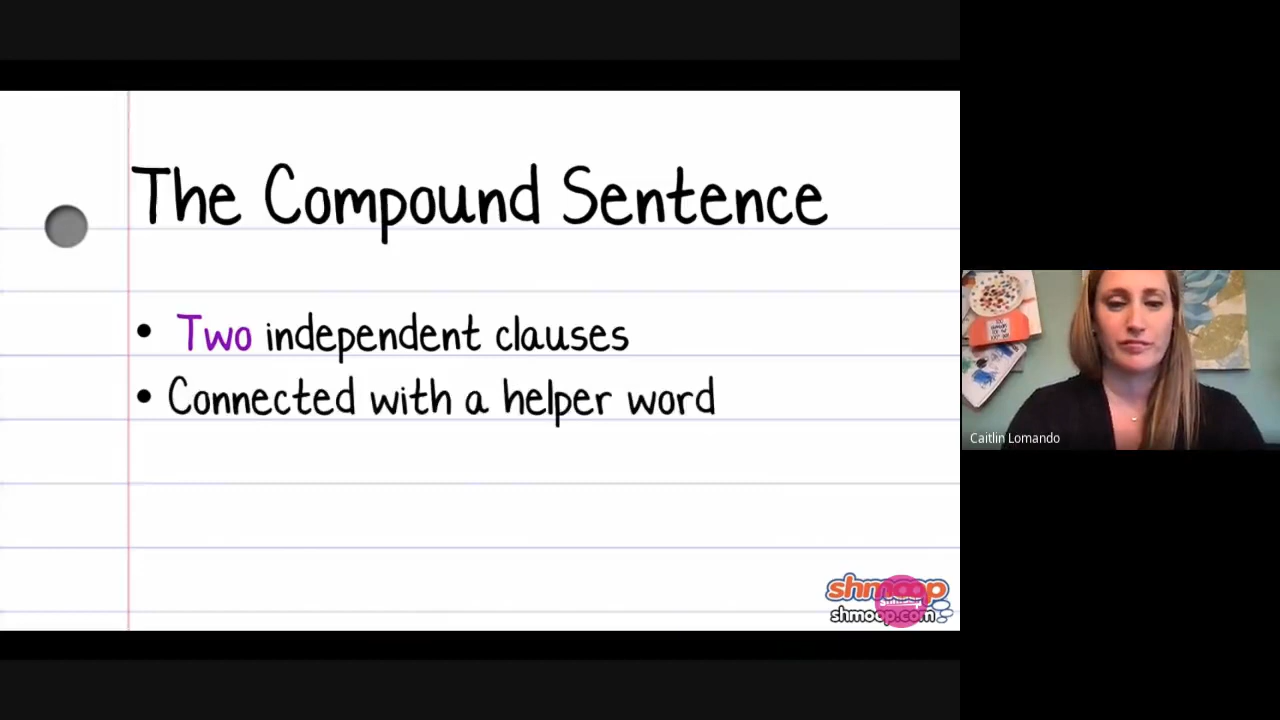 The Compound Sentence
• Two independent clauses
• Connected with a helper word
shmoop
shmoop.com
Caitlin Lomando